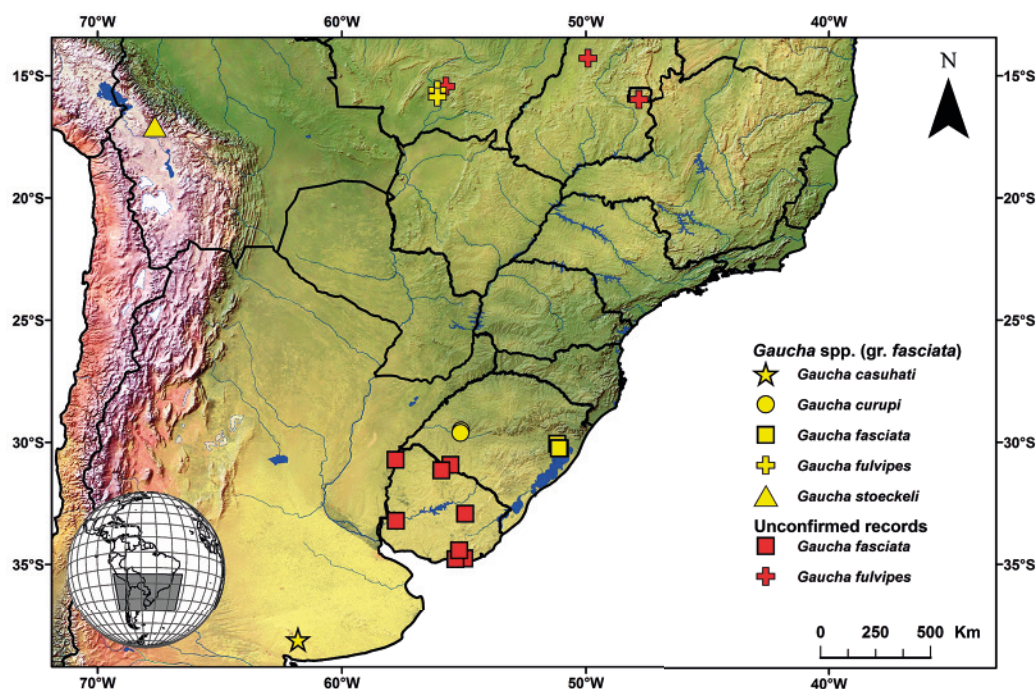 70°W 60°W 50°W 40°W
15°S 15°S
N
20°S 20°S
25°S 25°S
Gaucha spp. (gr. fasciata)
Gaucha casuhati
Gaucha curupi
30°S 30°S
Gaucha fasciata
Gaucha fulvipes
Gaucha stoeckeli
Unconfirmed records
Gaucha fasciata
35°S 35°S
Gaucha fulvipes
0 250 500 Km
70°W 60°W 50°W 40°W